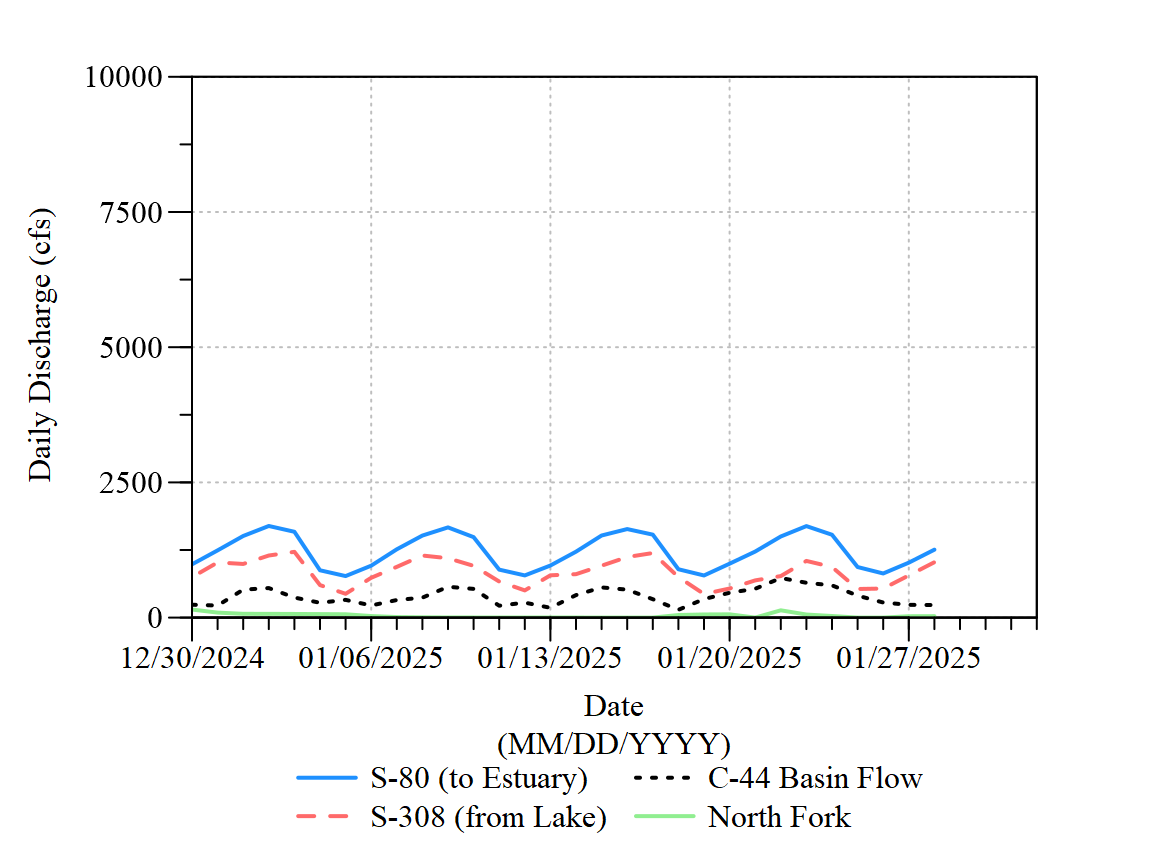 10000
7500
5000
2500
0
Daily Discharge (cfs)
12/30/2024 01/06/2025 01/13/2025 01/20/2025 01/27/2025
Date
(MM/DD/YYYY)
S-80 (to Estuary) C-44 Basin Flow
S-308 (from Lake) North Fork